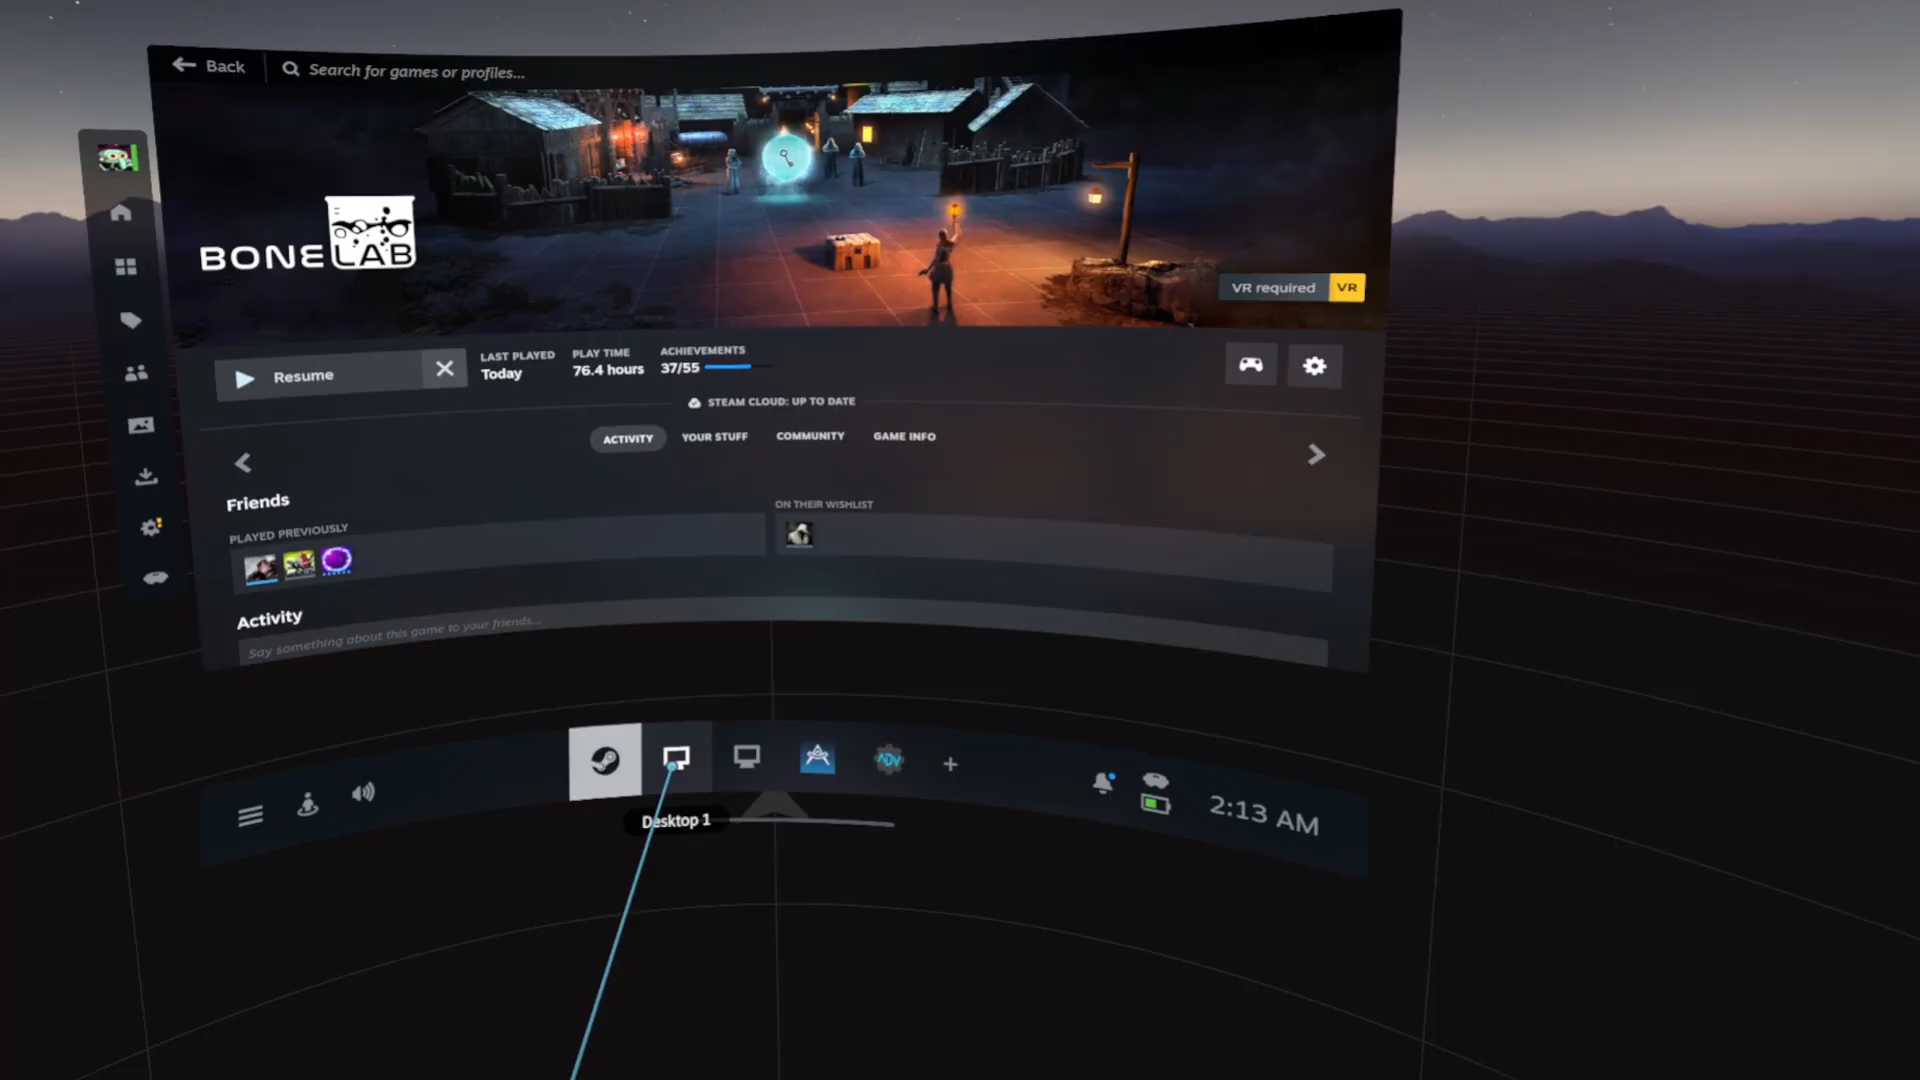 Back
Search for games or profiles...
BONELAB
VR required VR
Resume
LAST PLAYED
Today
PLAY TIME
76.4 hours
ACHIEVEMENTS
37/55
STEAM CLOUD: UP TO DATE
ACTIVITY YOUR STUFF COMMUNITY GAME INFO
Friends
PLAYED PREVIOUSLY
ON THEIR WISHLIST
Activity
Say something about this game to your friends...
ADV
Desktop 1
2:13 AM